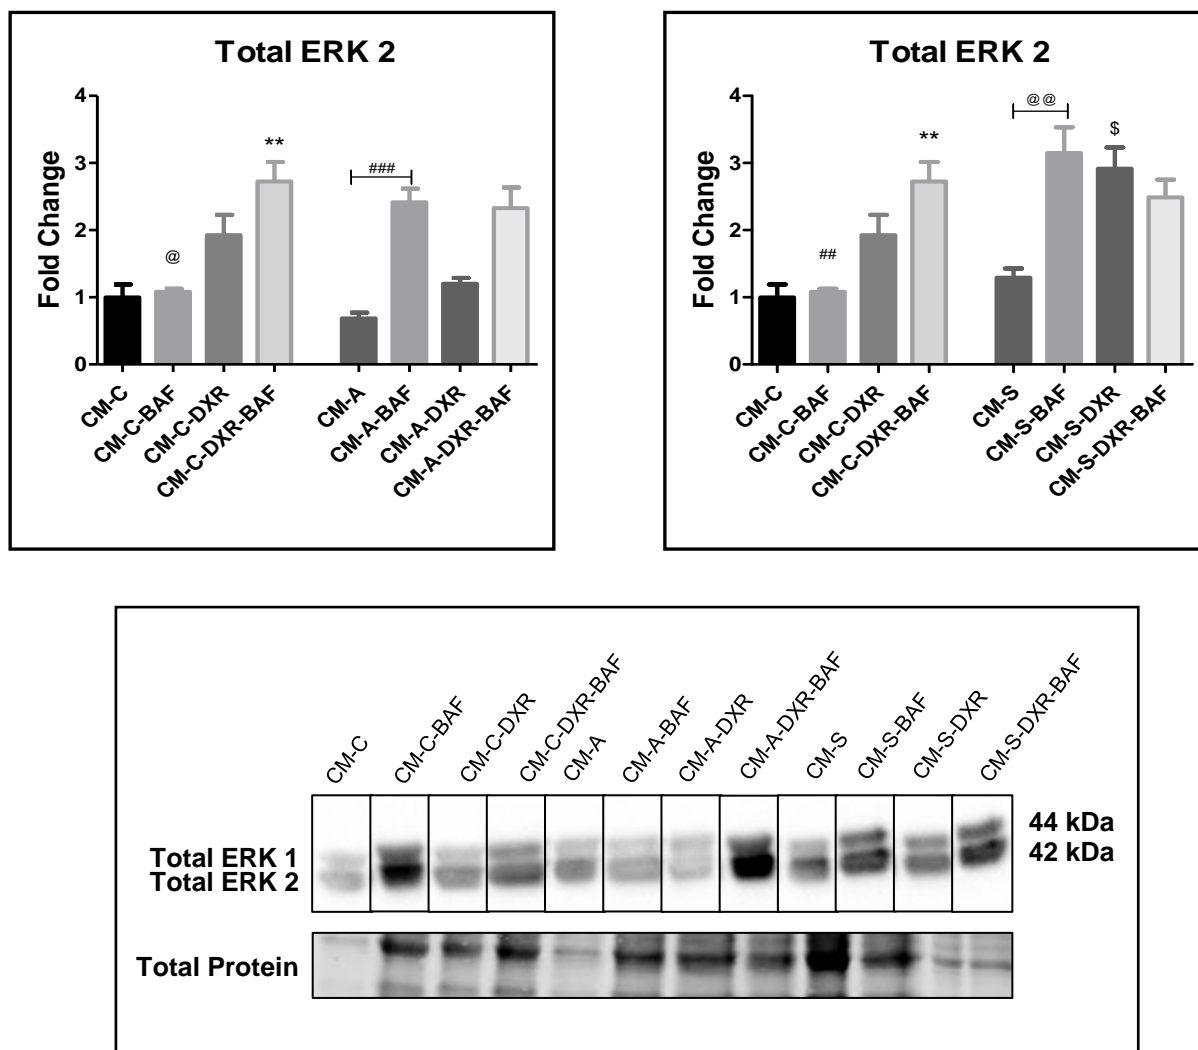 Total ERK 2
Fold Change
4
3
2
1
0
@
**
###
CM-C
CM-C-BAF
CM-C-DXR
CM-C-DXR-BAF
CM-A
CM-A-BAF
CM-A-DXR
CM-A-DXR-BAF
Total ERK 2
Fold Change
4
3
2
1
0
##
**
@@
$
CM-C
CM-C-BAF
CM-C-DXR
CM-C-DXR-BAF
CM-S
CM-S-BAF
CM-S-DXR
CM-S-DXR-BAF
CM-C
CM-C-BAF
CM-C-DXR
CM-C-DXR-BAF
CM-A
CM-A-BAF
CM-A-DXR
CM-A-DXR-BAF
CM-S
CM-S-BAF
CM-S-DXR
CM-S-DXR-BAF
44 kDa
42 kDa
Total ERK 1
Total ERK 2
Total Protein